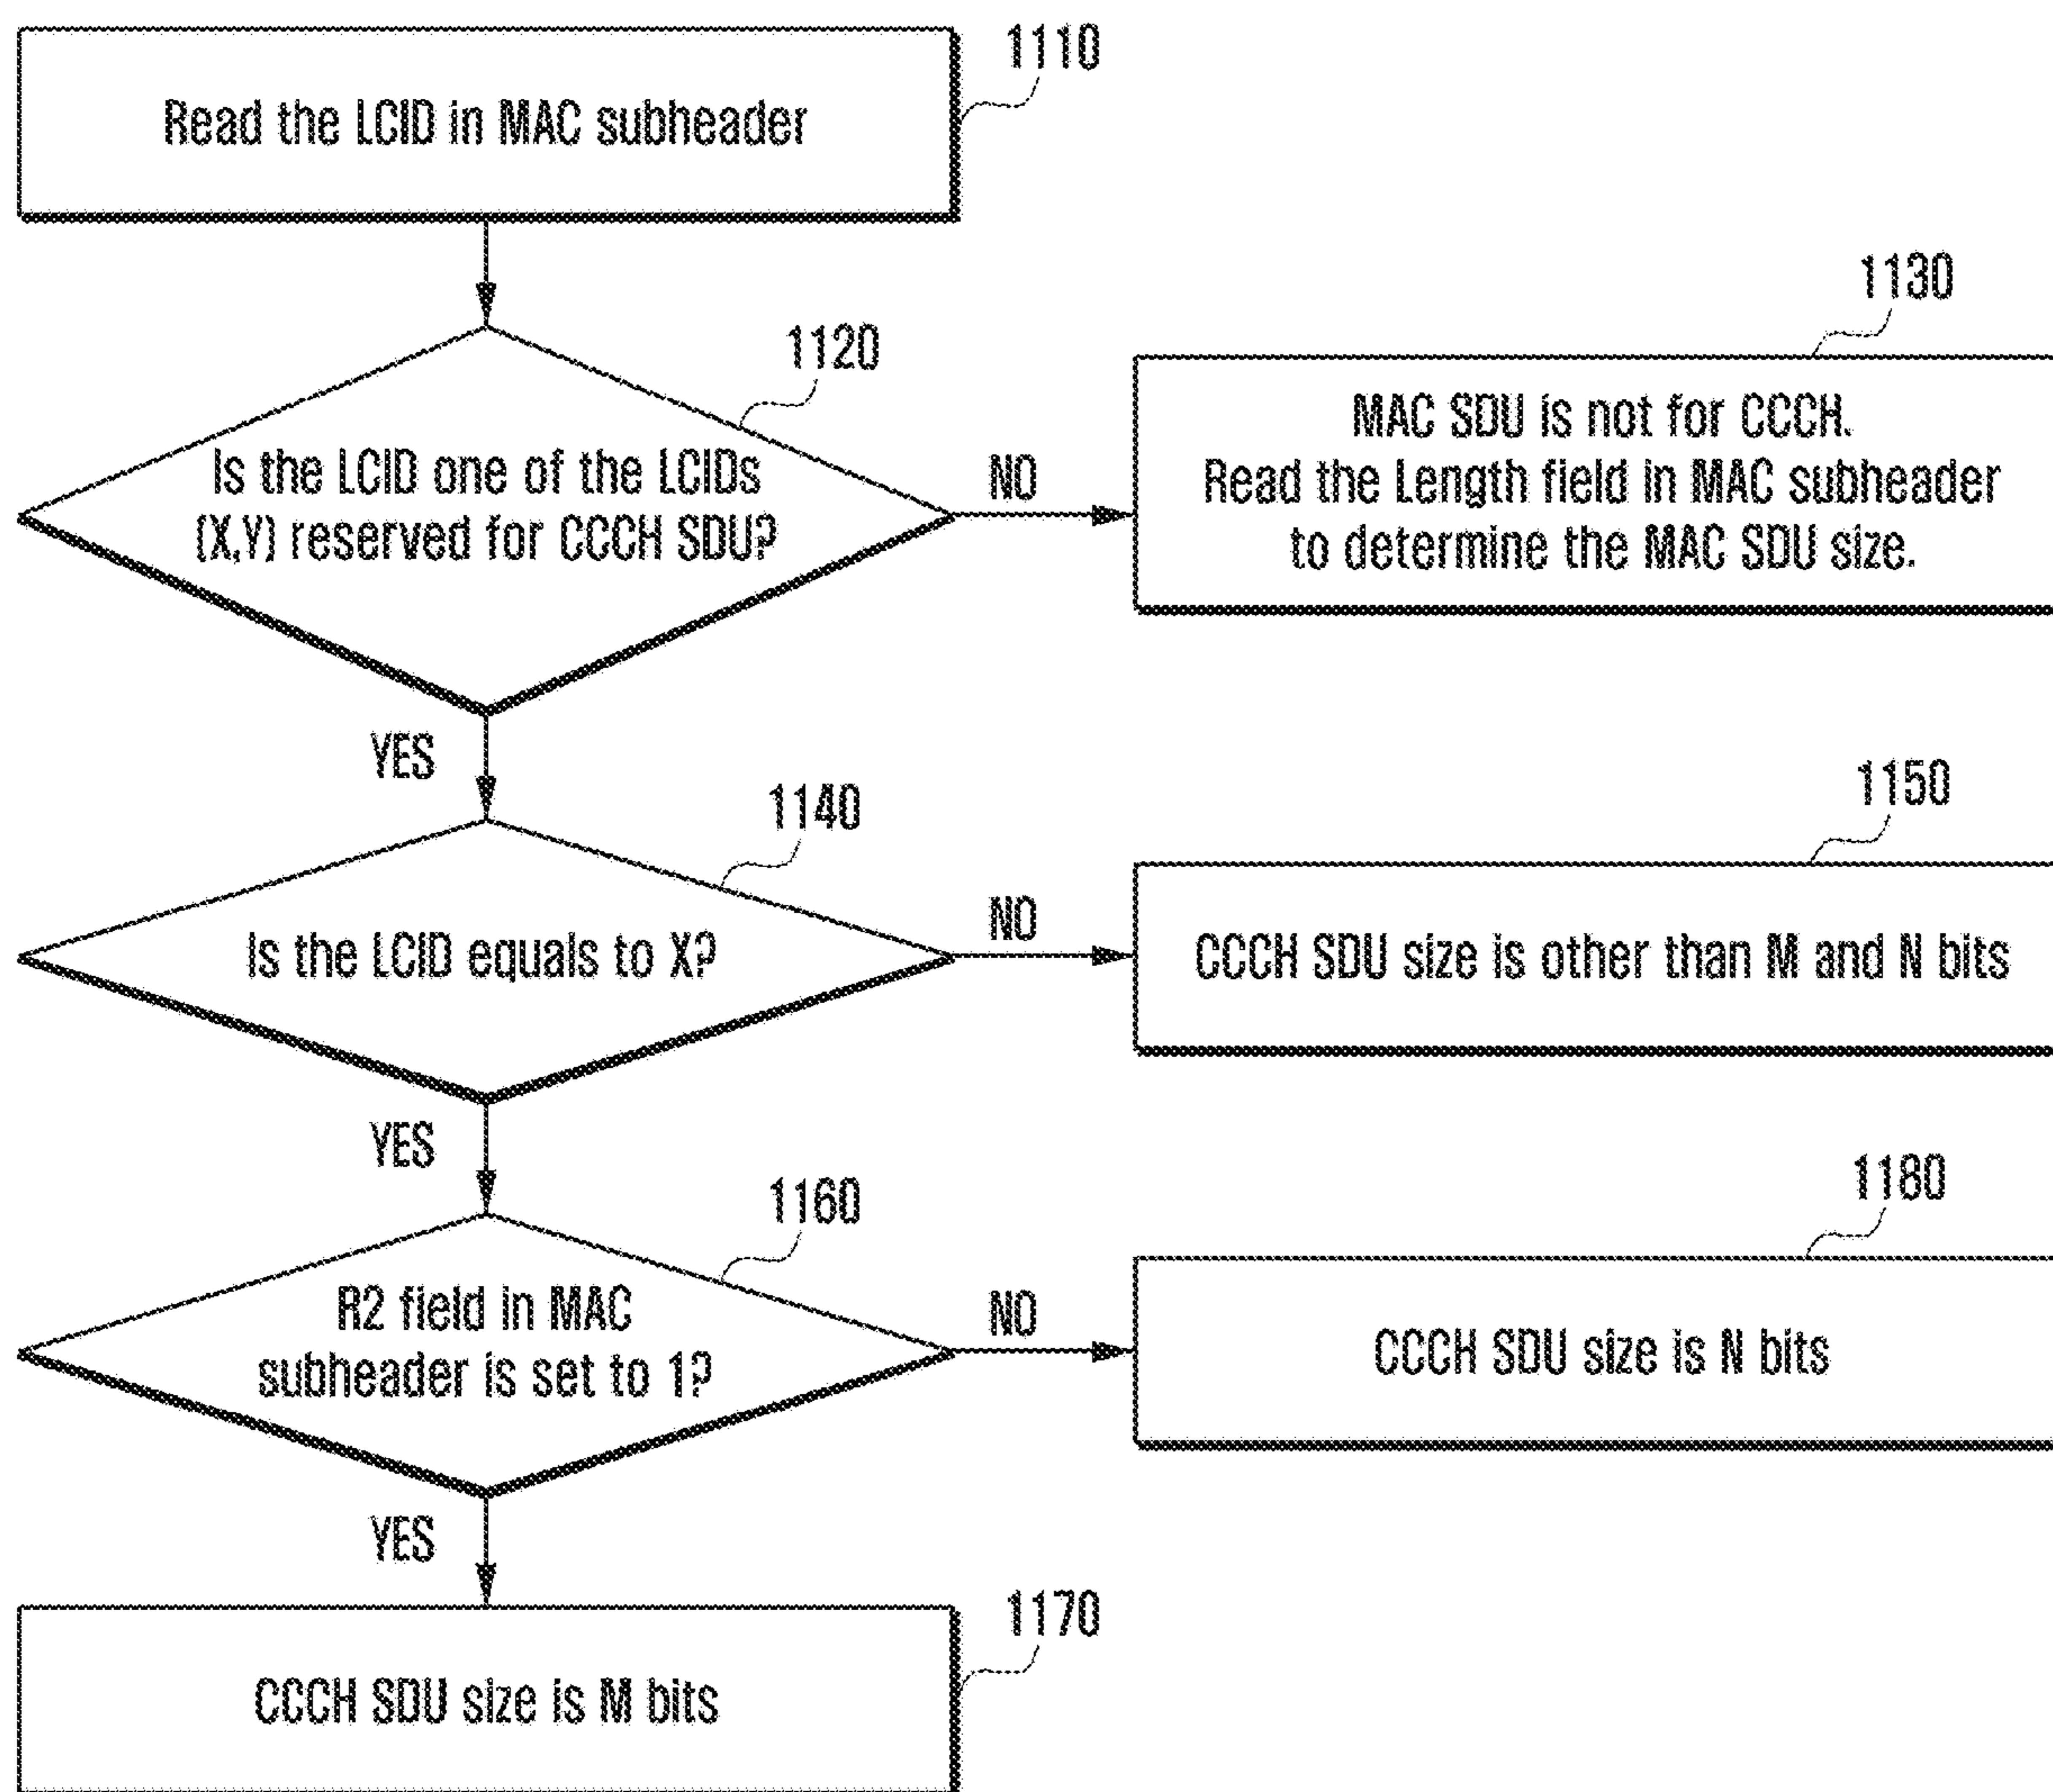 1110
Read the LCID in MAC subheader
1120
Is the LCID one of the LCIDs
(X,Y) reserved for CCCH SDU?
NO
1130
MAC SDU is not for CCCH.
Read the Length field in MAC subheader
to determine the MAC SDU size.
YES
1140
Is the LCID equals to X?
NO
1150
CCCH SDU size is other than M and N bits
YES
1160
R2 field in MAC
subheader is set to 1?
NO
1180
CCCH SDU size is N bits
YES
1170
CCCH SDU size is M bits